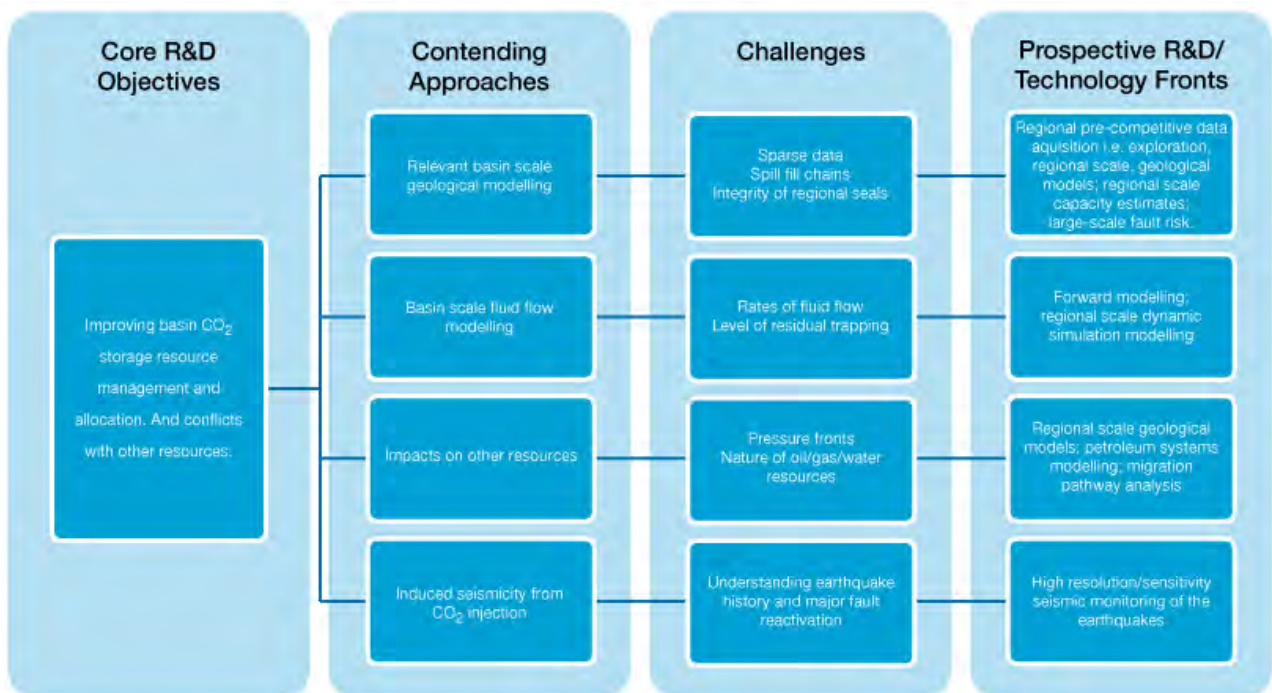 Core R&D
Objectives
Contending
Approaches
Challenges
Prospective R&D/
Technology Fronts
Improving basin CO₂
storage resource
management and
allocation. And conflicts
with other resources.
Relevant basin scale
geological modelling
Sparse data
Spill fill chains
Integrity of regional seals
Regional pre-competitive data
aquisition i.e. exploration,
regional scale, geological
models; regional scale
capacity estimates;
large-scale fault risk.
Basin scale fluid flow
modelling
Rates of fluid flow
Level of residual trapping
Forward modelling;
regional scale dynamic
simulation modelling
Impacts on other resources
Pressure fronts
Nature of oil/gas/water
resources
Regional scale geological
models; petroleum systems
modelling; migration
pathway analysis
Induced seismicity from
CO₂ injection
Understanding earthquake
history and major fault
reactivation
High resolution/sensitivity
seismic monitoring of the
earthquakes